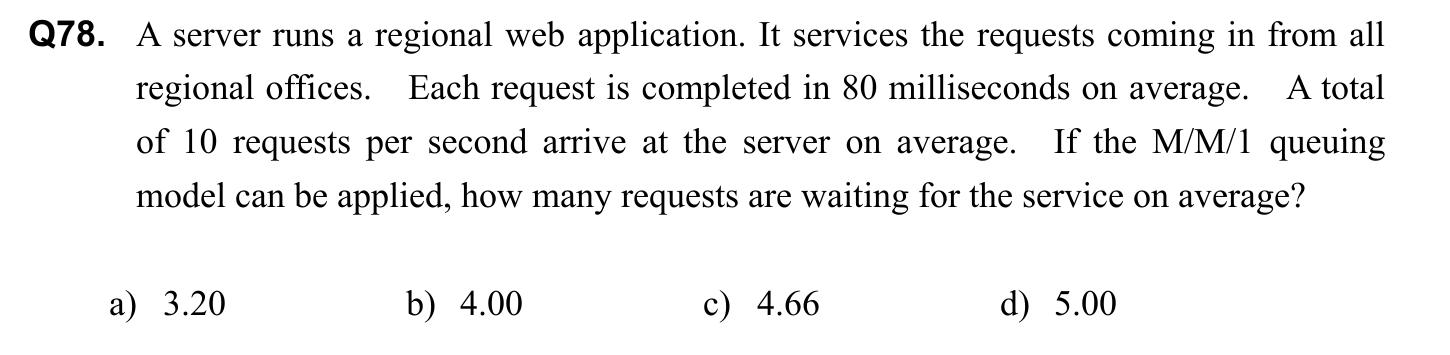 Q78. A server runs a regional web application. It services the requests coming in from all
regional offices. Each request is completed in 80 milliseconds on average. A total
of 10 requests per second arrive at the server on average. If the M/M/1 queuing
model can be applied, how many requests are waiting for the service on average?
a) 3.20 b) 4.00 c) 4.66 d) 5.00